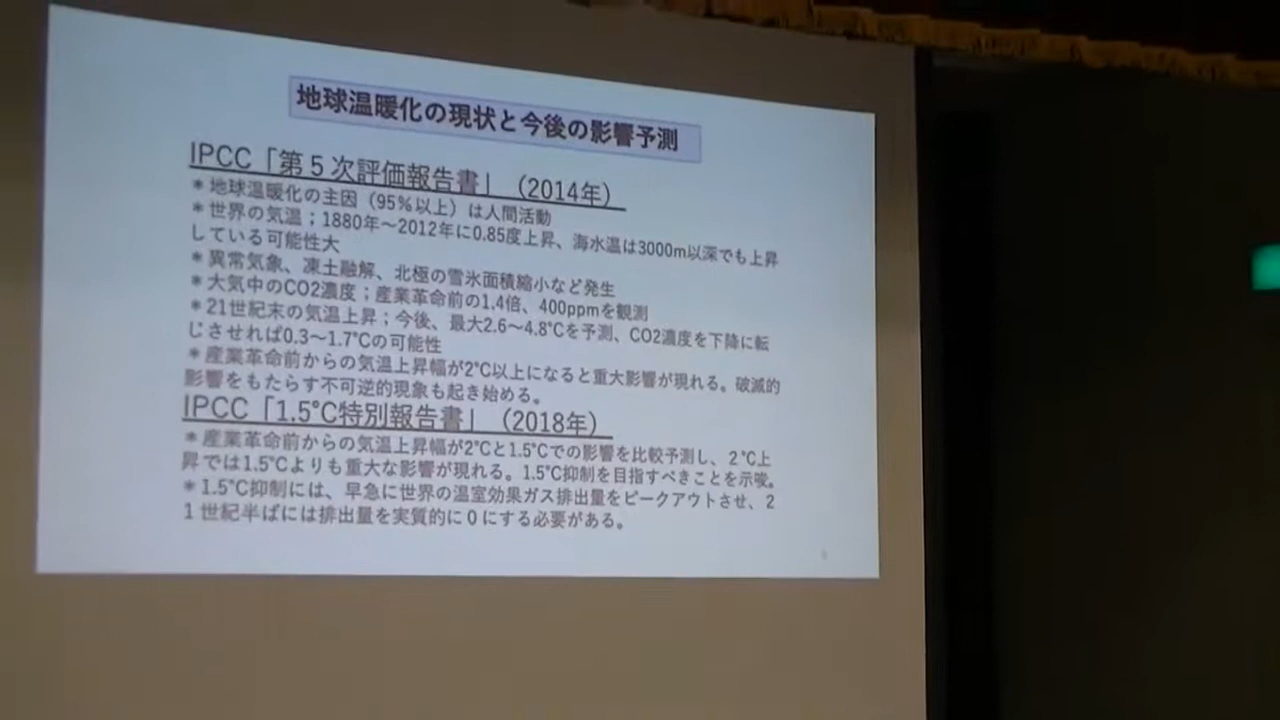 地球温暖化の現状と今後の影響予測
IPCC「第5次評価報告書」（2014年）
＊地球温暖化の主因（95％以上）は人間活動
＊世界の気温；1880年～2012年に0.85度上昇、海水温は3000m以深でも上昇
している可能性大
＊異常気象、凍土融解、北極の雪氷面積縮小など発生
＊大気中のCO2濃度；産業革命前の1.4倍、400ppmを観測
＊21世紀末の気温上昇；今後、最大2.6～4.8℃を予測、CO2濃度を下降に転
じさせれば0.3～1.7℃の可能性
＊産業革命前からの気温上昇幅が2℃以上になると重大影響が現れる。破滅的
影響をもたらす不可逆的現象も起き始める。
IPCC「1.5℃特別報告書」（2018年）
＊産業革命前からの気温上昇幅が2℃と1.5℃での影響を比較予測し、２℃上
昇では1.5℃よりも重大な影響が現れる。1.5℃抑制を目指すべきことを示唆。
＊1.5℃抑制には、早急に世界の温室効果ガス排出量をピークアウトさせ、２
１世紀半ばには排出量を実質的に０にする必要がある。